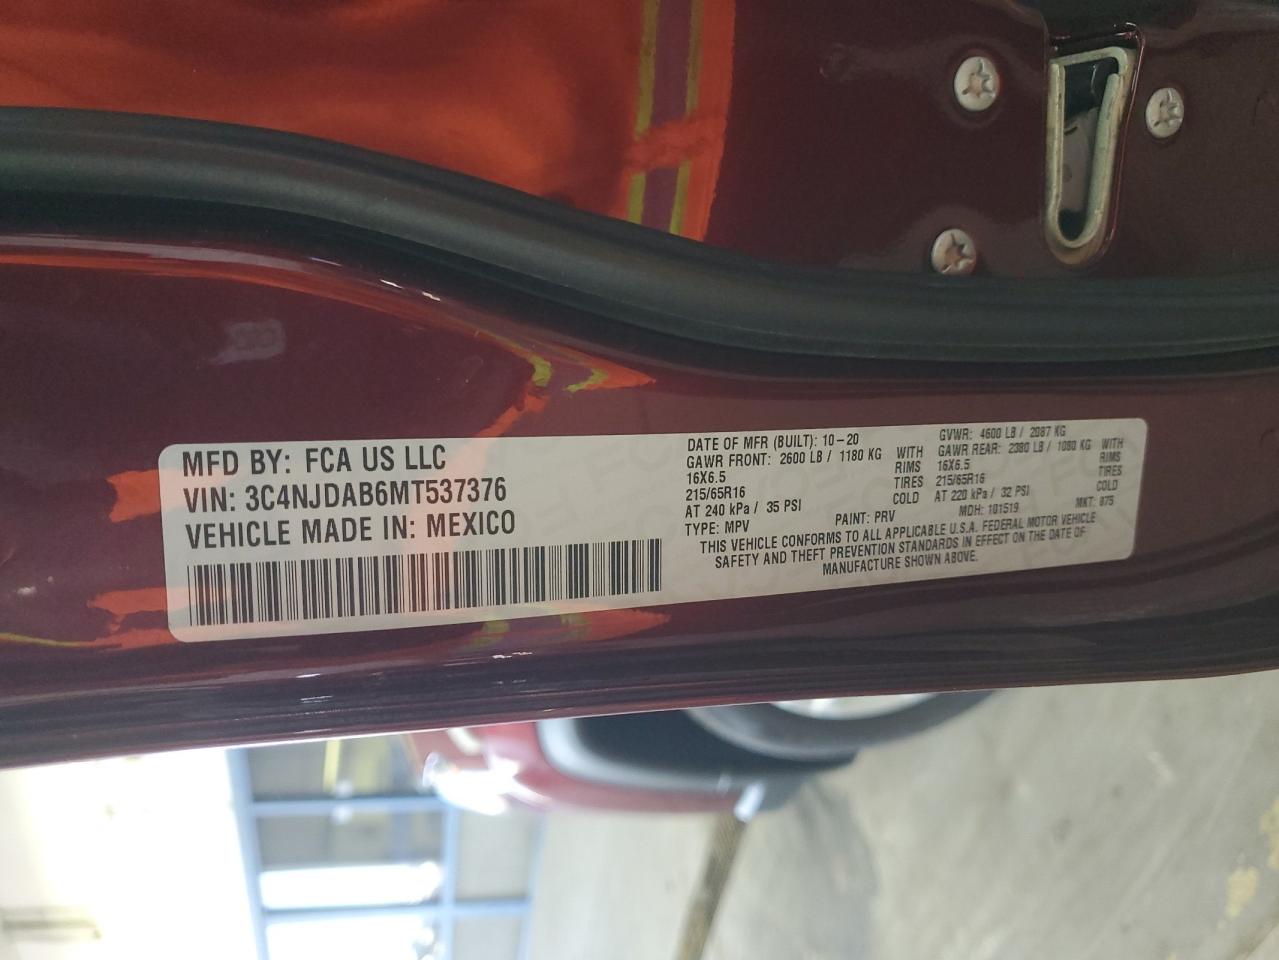 MFD BY: FCA US LLC
VIN: 3C4NJDAB6MT537376
VEHICLE MADE IN: MEXICO
DATE OF MFR (BUILT): 10-20 GVWR: 4600 LB / 2087 KG
GAWR FRONT: 2600 LB / 1180 KG WITH GAWR REAR: 2380 LB / 1080 KG WITH
16X6.5 RIMS 16X6.5 RIMS
215/65R16 TIRES 215/65R16 TIRES
AT 240 kPa / 35 PSI COLD AT 220 kPa / 32 PSI COLD
TYPE: MPV PAINT: PRV MDH: 101519 MKT: 875
THIS VEHICLE CONFORMS TO ALL APPLICABLE U.S.A. FEDERAL MOTOR VEHICLE
SAFETY AND THEFT PREVENTION STANDARDS IN EFFECT ON THE DATE OF
MANUFACTURE SHOWN ABOVE.